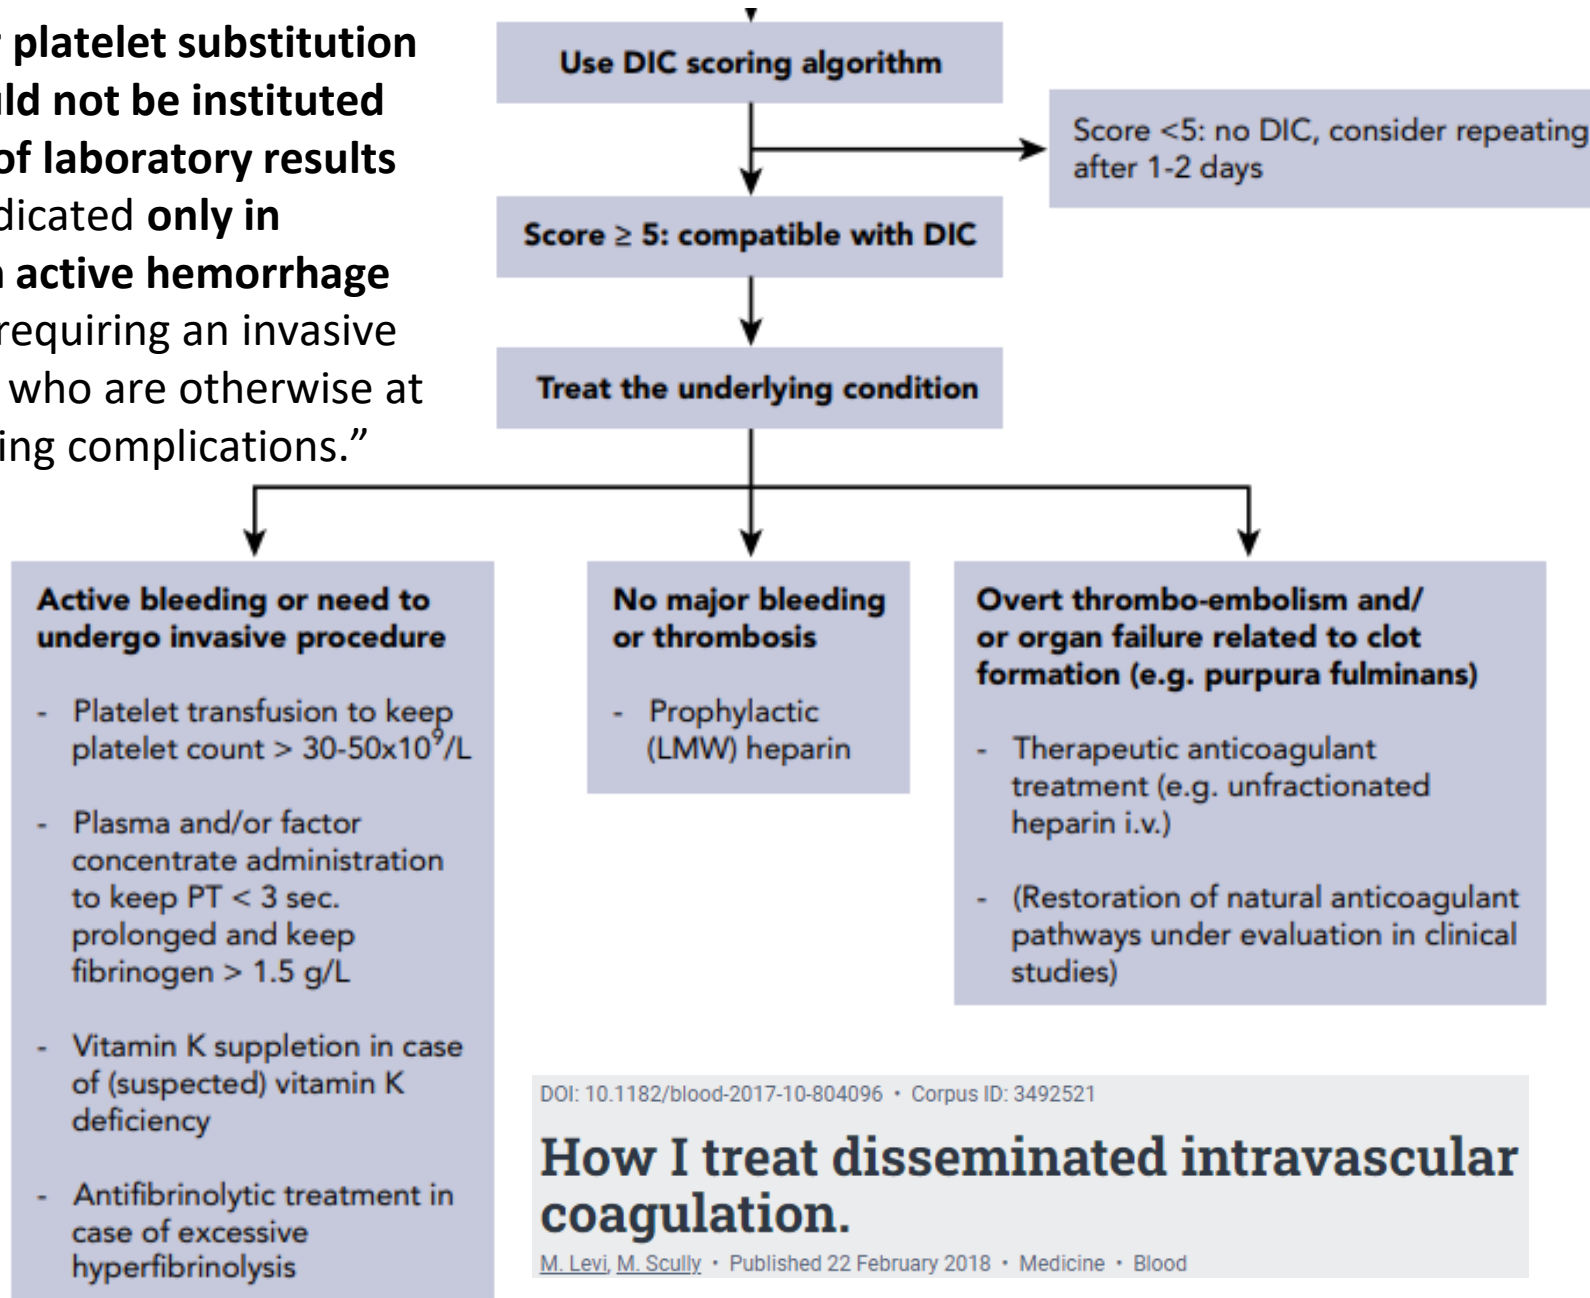 platelet substitution
not be instituted
of laboratory results
only in
active hemorrhage
requiring an invasive
who are otherwise at
complications.”
Use DIC scoring algorithm
Score <5: no DIC, consider repeating
after 1-2 days
Score ≥ 5: compatible with DIC
Treat the underlying condition
Active bleeding or need to
undergo invasive procedure
- Platelet transfusion to keep
platelet count > 30-50x10⁹/L
- Plasma and/or factor
concentrate administration
to keep PT < 3 sec.
prolonged and keep
fibrinogen > 1.5 g/L
- Vitamin K suppletion in case
of (suspected) vitamin K
deficiency
- Antifibrinolytic treatment in
case of excessive
hyperfibrinolysis
No major bleeding
or thrombosis
- Prophylactic
(LMW) heparin
Overt thrombo-embolism and/
or organ failure related to clot
formation (e.g. purpura fulminans)
- Therapeutic anticoagulant
treatment (e.g. unfractionated
heparin i.v.)
- (Restoration of natural anticoagulant
pathways under evaluation in clinical
studies)
DOI: 10.1182/blood-2017-10-804096 • Corpus ID: 3492521
How I treat disseminated intravascular
coagulation.
M. Levi, M. Scully • Published 22 February 2018 • Medicine • Blood